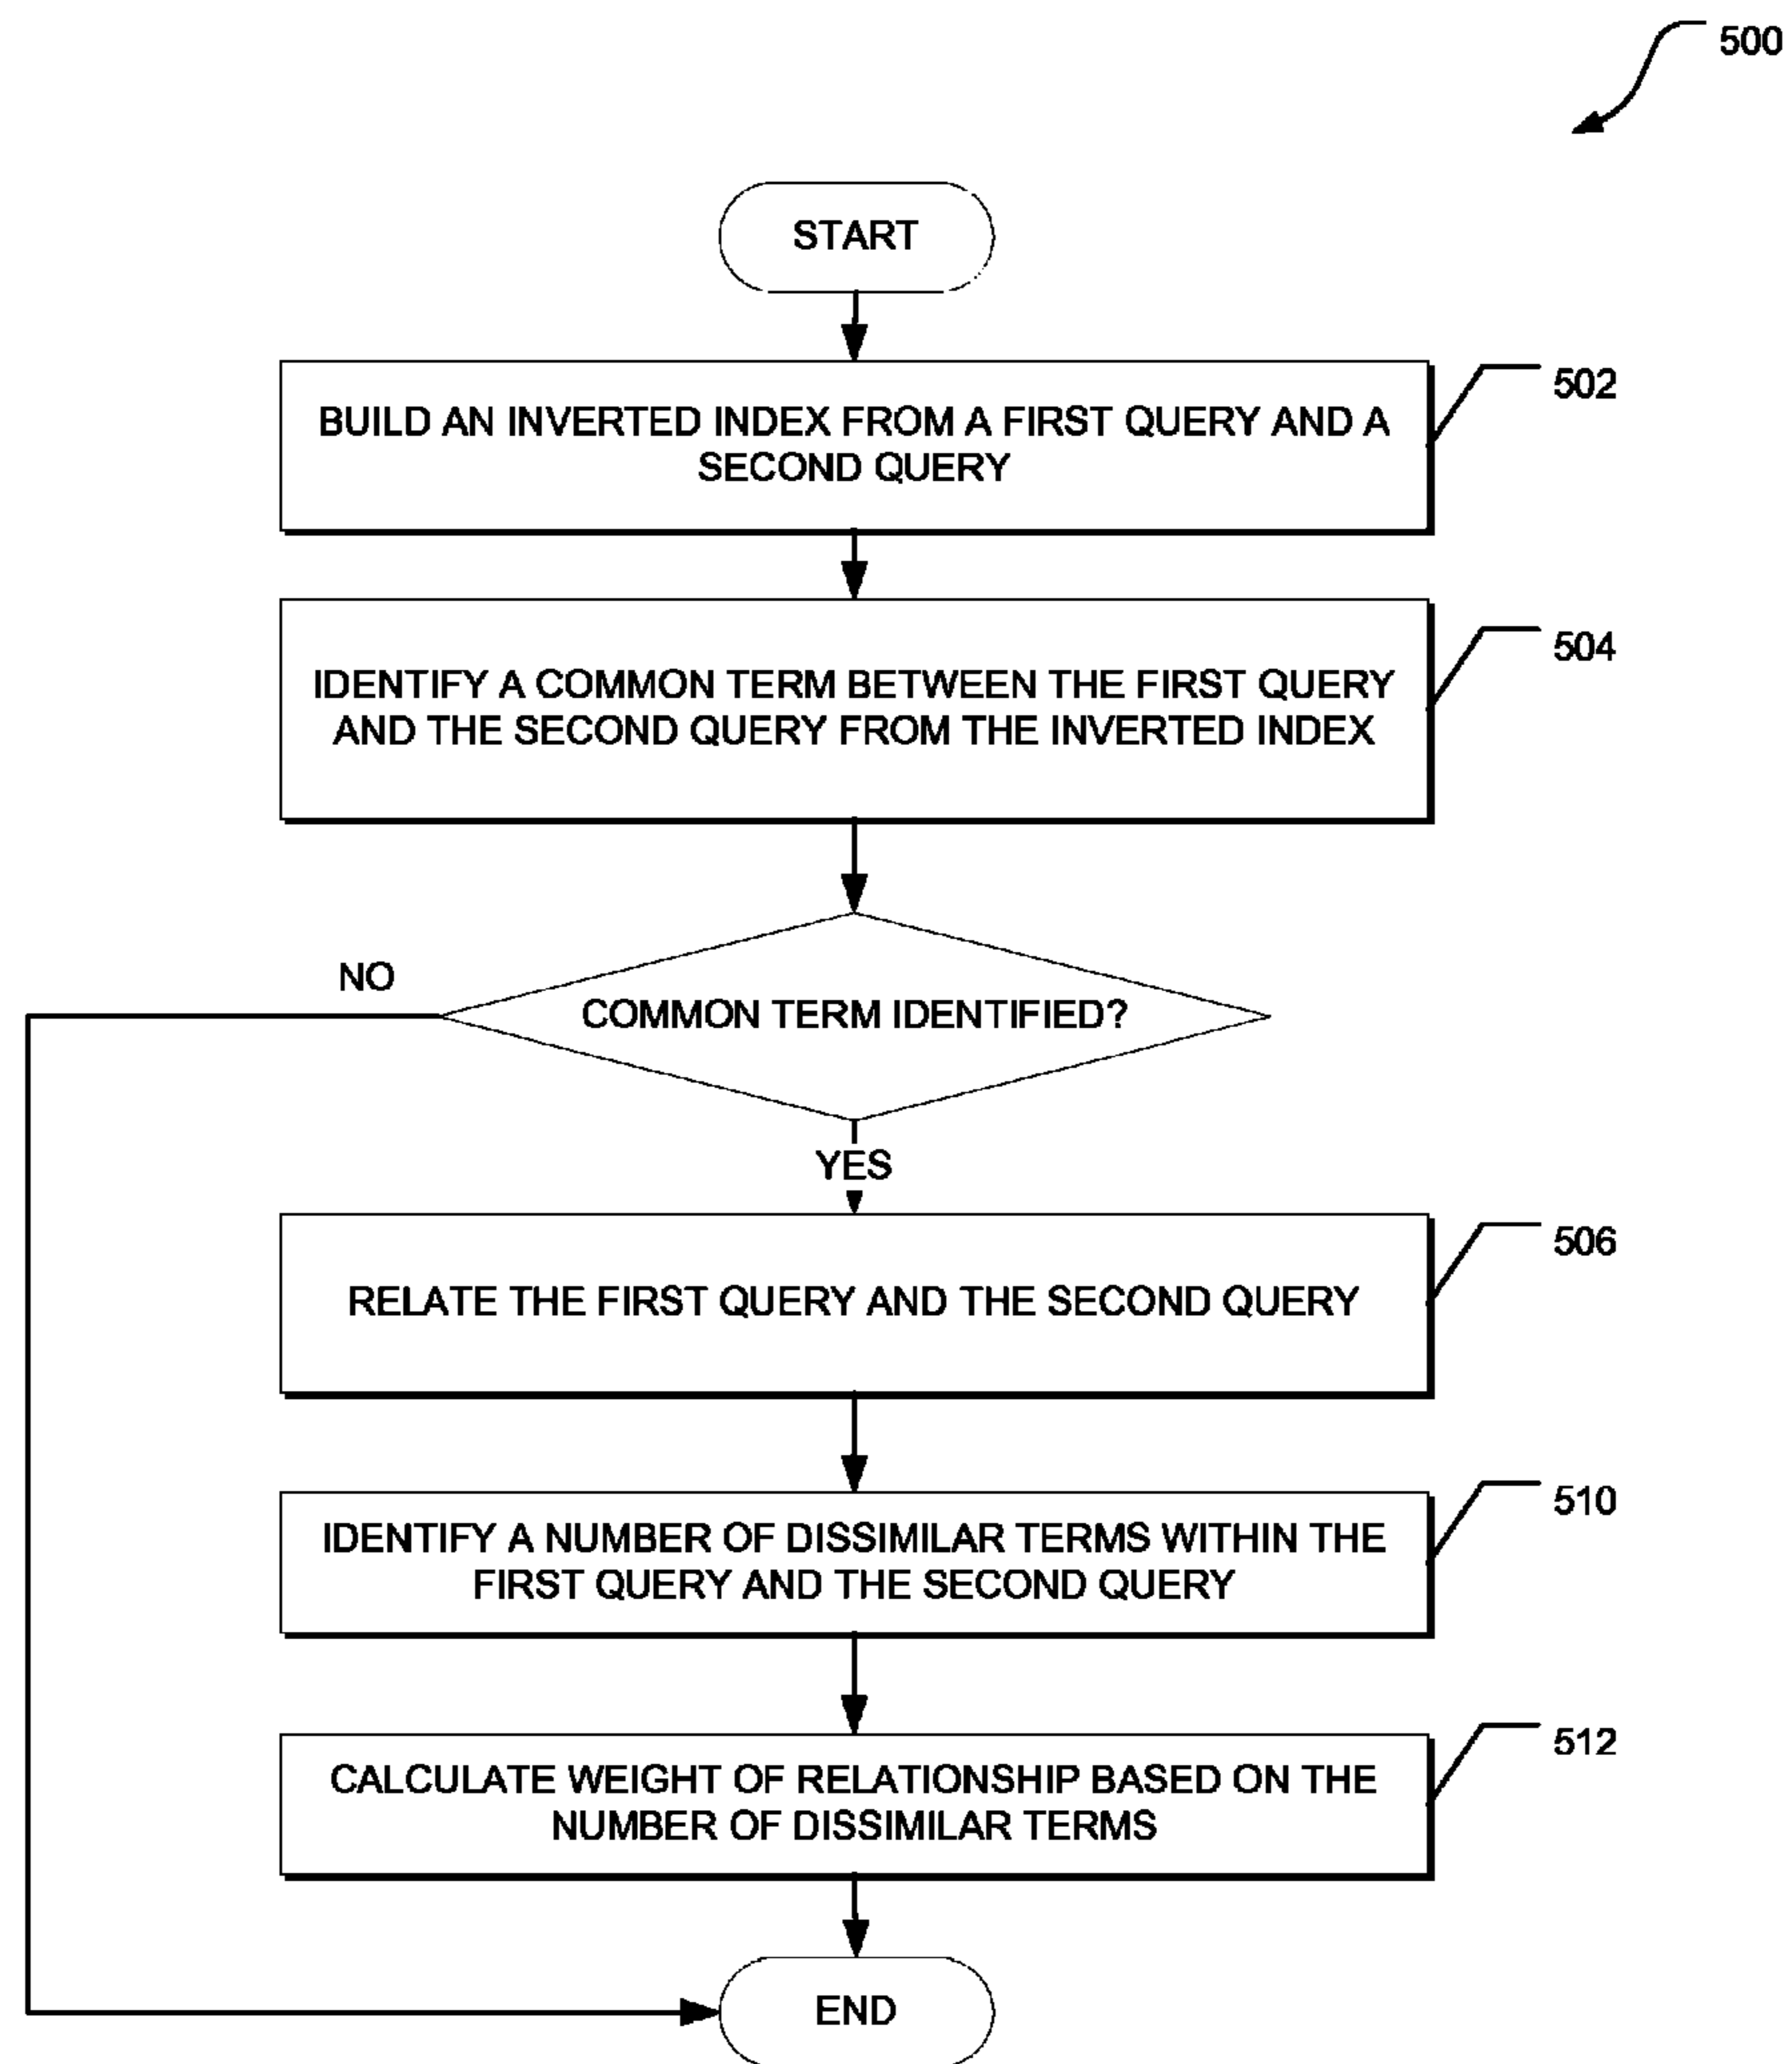 500
START
BUILD AN INVERTED INDEX FROM A FIRST QUERY AND A
SECOND QUERY
502
IDENTIFY A COMMON TERM BETWEEN THE FIRST QUERY
AND THE SECOND QUERY FROM THE INVERTED INDEX
504
NO
COMMON TERM IDENTIFIED?
YES
RELATE THE FIRST QUERY AND THE SECOND QUERY
506
IDENTIFY A NUMBER OF DISSIMILAR TERMS WITHIN THE
FIRST QUERY AND THE SECOND QUERY
510
CALCULATE WEIGHT OF RELATIONSHIP BASED ON THE
NUMBER OF DISSIMILAR TERMS
512
END